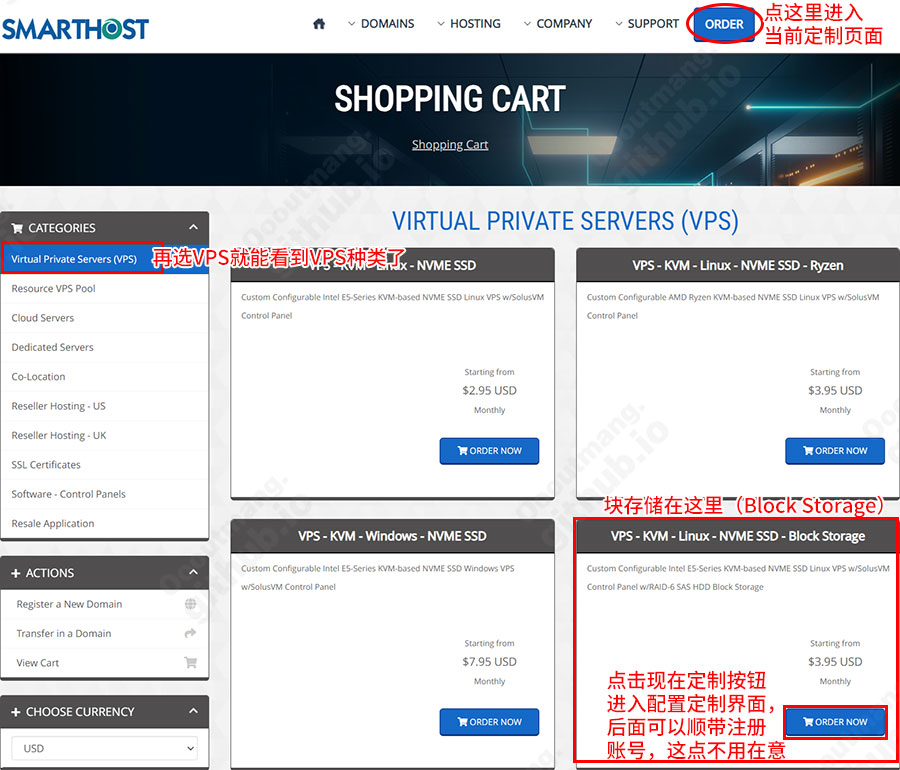 SMARTHOST
DOMAINS
HOSTING
COMPANY
SUPPORT
ORDER
点这里进入
当前定制页面
SHOPPING CART
Shopping Cart
CATEGORIES
Virtual Private Servers (VPS)
再选VPS就能看到VPS种类了
Resource VPS Pool
Cloud Servers
Dedicated Servers
Co-Location
Reseller Hosting - US
Reseller Hosting - UK
SSL Certificates
Software - Control Panels
Resale Application
ACTIONS
Register a New Domain
Transfer in a Domain
View Cart
CHOOSE CURRENCY
USD
VIRTUAL PRIVATE SERVERS (VPS)
VPS - KVM - Linux - NVME SSD
Custom Configurable Intel E5-Series KVM-based NVME SSD Linux VPS w/SolusVM
Control Panel
Starting from
$2.95 USD
Monthly
ORDER NOW
VPS - KVM - Linux - NVME SSD - Ryzen
Custom Configurable AMD Ryzen KVM-based NVME SSD Linux VPS w/SolusVM
Control Panel
Starting from
$3.95 USD
Monthly
ORDER NOW
VPS - KVM - Windows - NVME SSD
Custom Configurable Intel E5-Series KVM-based NVME SSD Windows VPS
w/SolusVM Control Panel
Starting from
$7.95 USD
Monthly
ORDER NOW
块存储在这里（Block Storage）
VPS - KVM - Linux - NVME SSD - Block Storage
Custom Configurable Intel E5-Series KVM-based NVME SSD Linux VPS w/SolusVM
Control Panel w/RAID-6 SAS HDD Block Storage
Starting from
$3.95 USD
Monthly
点击现在定制按钮
进入配置定制界面，
后面可以顺带注册
账号，这点不用在意
ORDER NOW